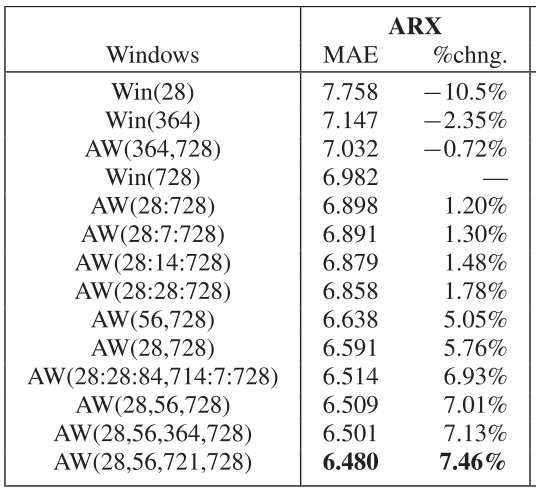 ARX
Windows MAE %chng.
Win(28) 7.758 −10.5%
Win(364) 7.147 −2.35%
AW(364,728) 7.032 −0.72%
Win(728) 6.982 —
AW(28:728) 6.898 1.20%
AW(28:7:728) 6.891 1.30%
AW(28:14:728) 6.879 1.48%
AW(28:28:728) 6.858 1.78%
AW(56,728) 6.638 5.05%
AW(28,728) 6.591 5.76%
AW(28:28:84,714:7:728) 6.514 6.93%
AW(28,56,728) 6.509 7.01%
AW(28,56,364,728) 6.501 7.13%
AW(28,56,721,728) 6.480 7.46%